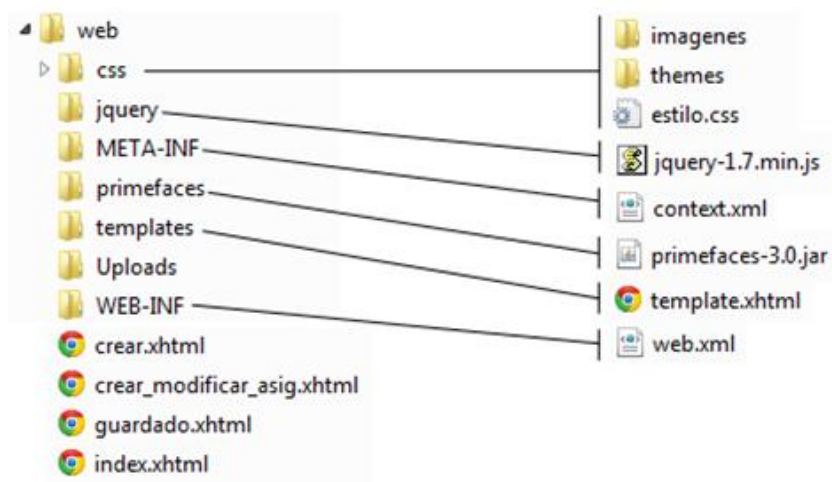 web
css
jquery
META-INF
primefaces
templates
Uploads
WEB-INF
crear.xhtml
crear_modificar_asig.xhtml
guardado.xhtml
index.xhtml
imagenes
themes
estilo.css
jquery-1.7.min.js
context.xml
primefaces-3.0.jar
template.xhtml
web.xml